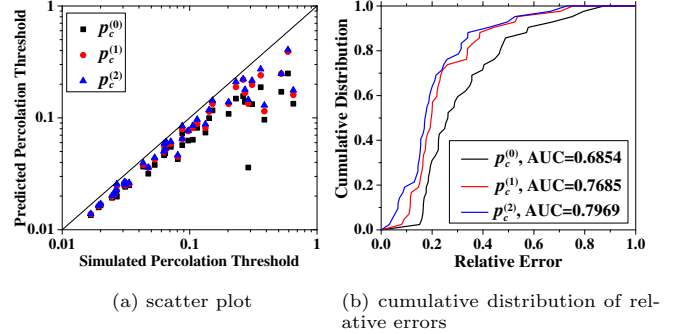 1
0.1
0.01
0.01
0.1
1
Predicted Percolation Threshold
Simulated Percolation Threshold
p_c^(0)
p_c^(1)
p_c^(2)
(a) scatter plot
1.0
0.8
0.6
0.4
0.2
0.0
0.0
0.2
0.4
0.6
0.8
1.0
Cumulative Distribution
Relative Error
p_c^(0), AUC=0.6854
p_c^(1), AUC=0.7685
p_c^(2), AUC=0.7969
(b) cumulative distribution of rel-
ative errors